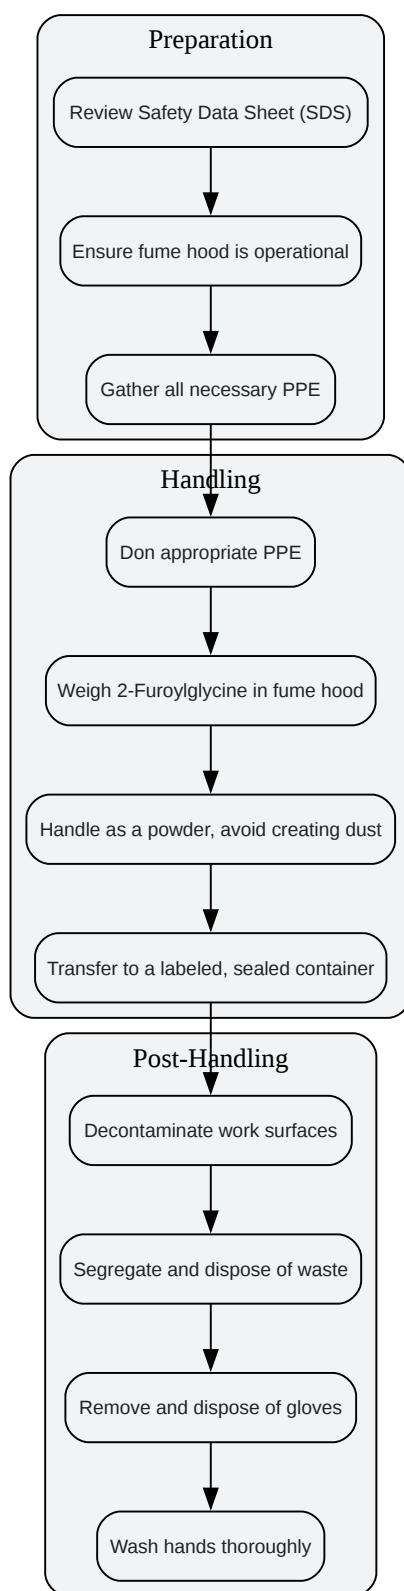 Preparation
Review Safety Data Sheet (SDS)
Ensure fume hood is operational
Gather all necessary PPE
Handling
Don appropriate PPE
Weigh 2-Furoylglycine in fume hood
Handle as a powder, avoid creating dust
Transfer to a labeled, sealed container
Post-Handling
Decontaminate work surfaces
Segregate and dispose of waste
Remove and dispose of gloves
Wash hands thoroughly